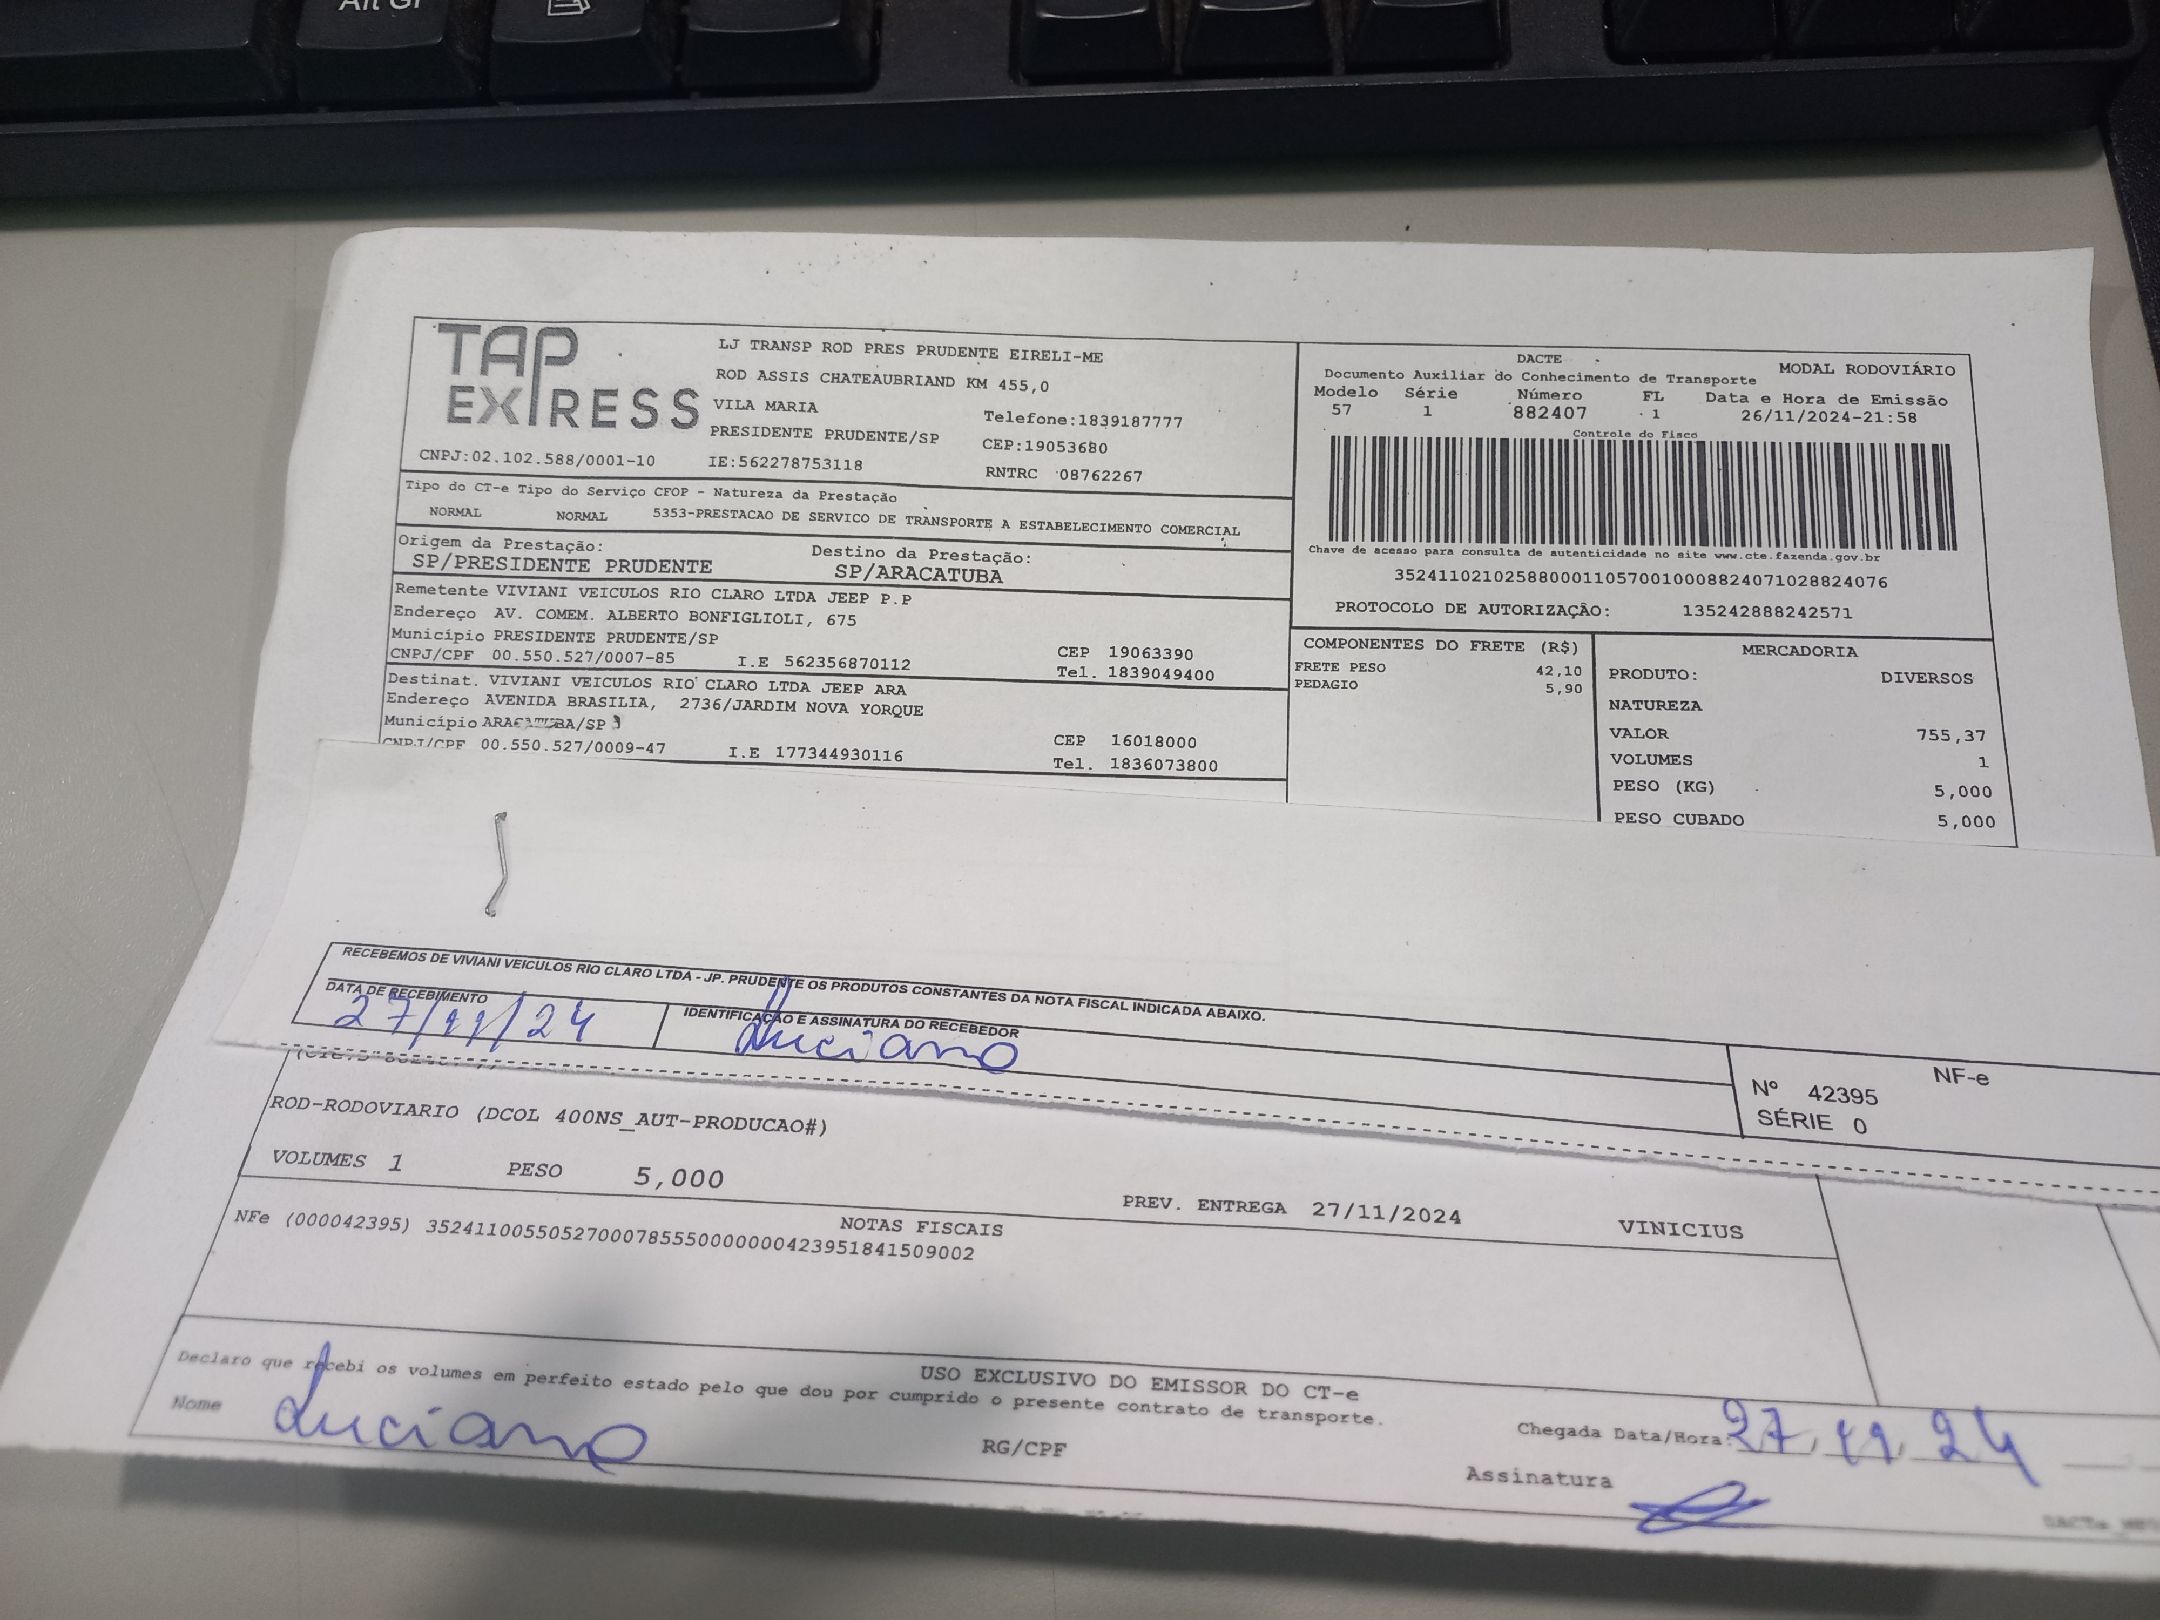 Alt Gr
TAP
EXPRESS
LJ TRANSP ROD PRES PRUDENTE EIRELI-ME
ROD ASSIS CHATEAUBRIAND KM 455,0
VILA MARIA
Telefone:1839187777
PRESIDENTE PRUDENTE/SP
CEP:19053680
CNPJ:02.102.588/0001-10 IE:562278753118 RNTRC 08762267
DACTE
MODAL RODOVIÁRIO
Documento Auxiliar do Conhecimento de Transporte
Modelo Série Número FL Data e Hora de Emissão
57 1 882407 1 26/11/2024-21:58
Controle do Fisco
Chave de acesso para consulta de autenticidade no site www.cte.fazenda.gov.br
35241102102588000110570010008824071028824076
PROTOCOLO DE AUTORIZAÇÃO: 135242888242571
Tipo do CT-e Tipo do Serviço CFOP - Natureza da Prestação
NORMAL NORMAL 5353-PRESTACAO DE SERVICO DE TRANSPORTE A ESTABELECIMENTO COMERCIAL
Origem da Prestação: Destino da Prestação:
SP/PRESIDENTE PRUDENTE SP/ARACATUBA
Remetente VIVIANI VEICULOS RIO CLARO LTDA JEEP P.P
Endereço AV. COMEM. ALBERTO BONFIGLIOLI, 675
Município PRESIDENTE PRUDENTE/SP CEP 19063390
CNPJ/CPF 00.550.527/0007-85 I.E 562356870112 Tel. 1839049400
Destinat. VIVIANI VEICULOS RIO CLARO LTDA JEEP ARA
Endereço AVENIDA BRASILIA, 2736/JARDIM NOVA YORQUE
Município ARACATUBA/SP CEP 16018000
CNPJ/CPF 00.550.527/0009-47 I.E 177344930116 Tel. 1836073800
COMPONENTES DO FRETE (R$)
FRETE PESO 42,10
PEDAGIO 5,90
MERCADORIA
PRODUTO: DIVERSOS
NATUREZA
VALOR 755,37
VOLUMES 1
PESO (KG) 5,000
PESO CUBADO 5,000
RECEBEMOS DE VIVIANI VEICULOS RIO CLARO LTDA - JP. PRUDENTE OS PRODUTOS CONSTANTES DA NOTA FISCAL INDICADA ABAIXO.
DATA DE RECEBIMENTO IDENTIFICAÇÃO E ASSINATURA DO RECEBEDOR
27/11/24 Luciano
NF-e
Nº 42395
SÉRIE 0
ROD-RODOVIARIO (DCOL 400NS_AUT-PRODUCAO#)
VOLUMES 1 PESO 5,000 PREV. ENTREGA 27/11/2024 VINICIUS
NOTAS FISCAIS
NFe (000042395) 35241100550527000785550000000423951841509002
USO EXCLUSIVO DO EMISSOR DO CT-e
Declaro que recebi os volumes em perfeito estado pelo que dou por cumprido o presente contrato de transporte.
Nome Luciano RG/CPF Chegada Data/Hora: 27, 11, 24
Assinatura